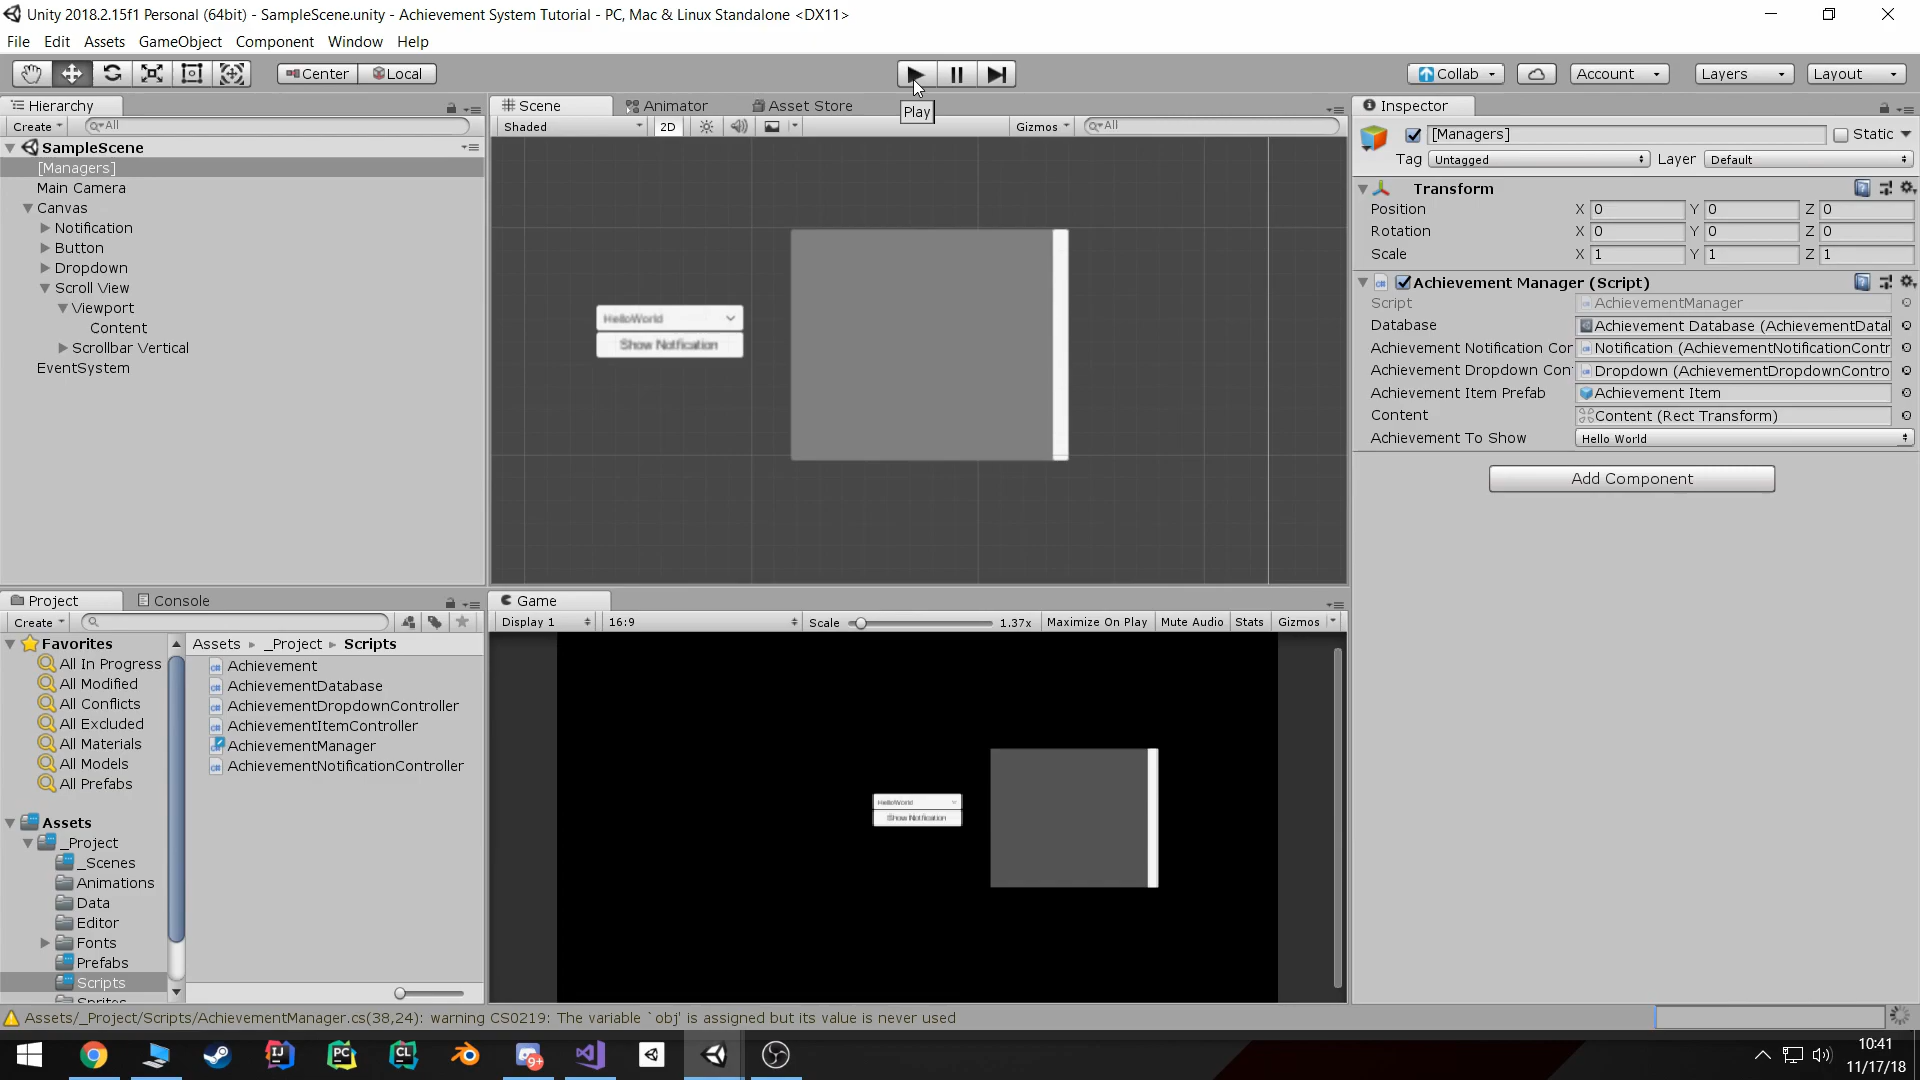 Unity 2018.2.15f1 Personal (64bit) - SampleScene.unity - Achievement System Tutorial - PC, Mac & Linux Standalone <DX11>
File Edit Assets GameObject Component Window Help
Center Local Collab Account Layers Layout
Play
Hierarchy
Create All
SampleScene
[Managers]
Main Camera
Canvas
Notification
Button
Dropdown
Scroll View
Viewport
Content
Scrollbar Vertical
EventSystem
Scene Animator Asset Store
Shaded 2D Gizmos All
HelloWorld
Show Notfication
Inspector
[Managers] Static
Tag Untagged Layer Default
Transform
Position X 0 Y 0 Z 0
Rotation X 0 Y 0 Z 0
Scale X 1 Y 1 Z 1
Achievement Manager (Script)
Script AchievementManager
Database Achievement Database (AchievementDatal
Achievement Notification Cor Notification (AchievementNotificationContr
Achievement Dropdown Con Dropdown (AchievementDropdownContro
Achievement Item Prefab Achievement Item
Content Content (Rect Transform)
Achievement To Show Hello World
Add Component
Project Console
Create
Favorites
All In Progress
All Modified
All Conflicts
All Excluded
All Materials
All Models
All Prefabs
Assets
_Project
_Scenes
Animations
Data
Editor
Fonts
Prefabs
Scripts
Sprites
Assets _Project Scripts
Achievement
AchievementDatabase
AchievementDropdownController
AchievementItemController
AchievementManager
AchievementNotificationController
Game
Display 1 16:9 Scale 1.37x Maximize On Play Mute Audio Stats Gizmos
HelloWorld
Show Notfication
Assets/_Project/Scripts/AchievementManager.cs(38,24): warning CS0219: The variable `obj' is assigned but its value is never used
10:41
11/17/18